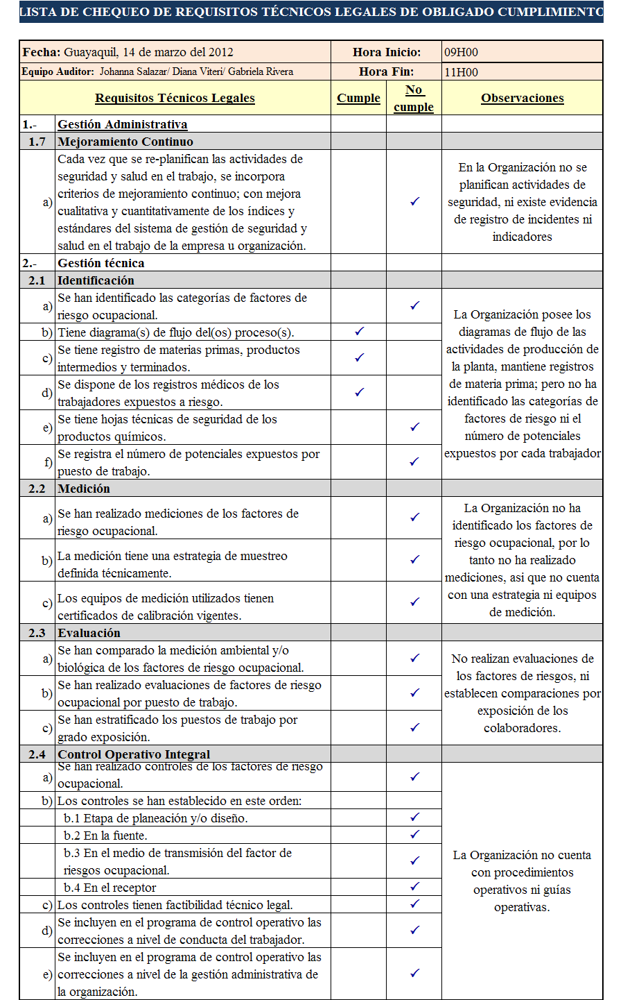 LISTA DE CHEQUEO DE REQUISITOS TÉCNICOS LEGALES DE OBLIGADO CUMPLIMIENTO
Fecha: Guayaquil, 14 de marzo del 2012 Hora Inicio: 09H00
Equipo Auditor: Johanna Salazar/ Diana Viteri/ Gabriela Rivera Hora Fin: 11H00
Requisitos Técnicos Legales Cumple No cumple Observaciones
1.- Gestión Administrativa
1.7 Mejoramiento Continuo
a) Cada vez que se re-planifican las actividades de
seguridad y salud en el trabajo, se incorpora
criterios de mejoramiento continuo; con mejora
cualitativa y cuantitativamente de los índices y
estándares del sistema de gestión de seguridad y
salud en el trabajo de la empresa u organización.
✓
En la Organización no se
planifican actividades de
seguridad, ni existe evidencia
de registro de incidentes ni
indicadores
2.- Gestión técnica
2.1 Identificación
a) Se han identificado las categorías de factores de
riesgo ocupacional. ✓
b) Tiene diagrama(s) de flujo del(os) proceso(s). ✓
c) Se tiene registro de materias primas, productos
intermedios y terminados. ✓
d) Se dispone de los registros médicos de los
trabajadores expuestos a riesgo. ✓
e) Se tiene hojas técnicas de seguridad de los
productos químicos. ✓
f) Se registra el número de potenciales expuestos por
puesto de trabajo. ✓
La Organización posee los
diagramas de flujo de las
actividades de producción de
la planta, mantiene registros
de materia prima; pero no ha
identificado las categorías de
factores de riesgo ni el
número de potenciales
expuestos por cada trabajador
2.2 Medición
a) Se han realizado mediciones de los factores de
riesgo ocupacional. ✓
b) La medición tiene una estrategia de muestreo
definida técnicamente. ✓
c) Los equipos de medición utilizados tienen
certificados de calibración vigentes. ✓
La Organización no ha
identificado los factores de
riesgo ocupacional, por lo
tanto no ha realizado
mediciones, asi que no cuenta
con una estrategia ni equipos
de medición.
2.3 Evaluación
a) Se han comparado la medición ambiental y/o
biológica de los factores de riesgo ocupacional. ✓
b) Se han realizado evaluaciones de factores de riesgo
ocupacional por puesto de trabajo. ✓
c) Se han estratificado los puestos de trabajo por
grado exposición. ✓
No realizan evaluaciones de
los factores de riesgos, ni
establecen comparaciones por
exposición de los
colaboradores.
2.4 Control Operativo Integral
a) Se han realizado controles de los factores de riesgo
ocupacional. ✓
b) Los controles se han establecido en este orden:
b.1 Etapa de planeación y/o diseño. ✓
b.2 En la fuente. ✓
b.3 En el medio de transmisión del factor de
riesgos ocupacional. ✓
b.4 En el receptor ✓
c) Los controles tienen factibilidad técnico legal. ✓
d) Se incluyen en el programa de control operativo las
correcciones a nivel de conducta del trabajador. ✓
e) Se incluyen en el programa de control operativo las
correcciones a nivel de la gestión administrativa de
la organización. ✓
La Organización no cuenta
con procedimientos
operativos ni guías
operativas.